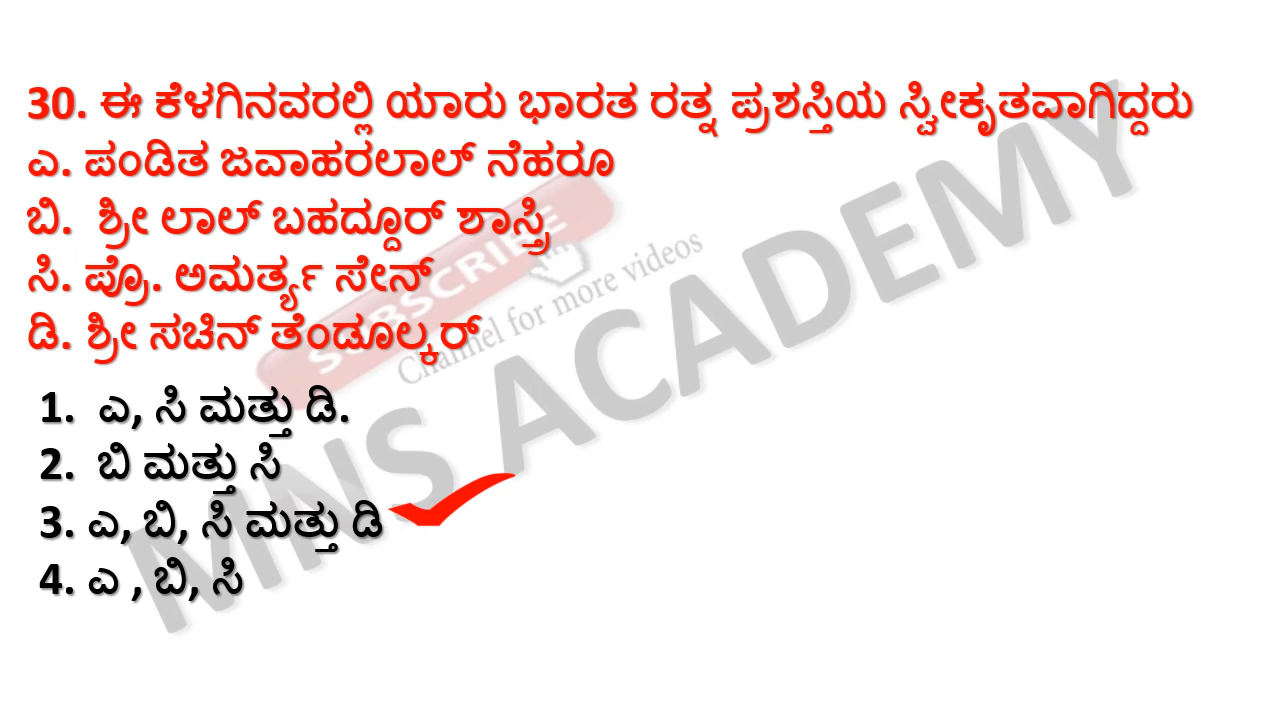 30. ಈ ಕೆಳಗಿನವರಲ್ಲಿ ಯಾರು ಭಾರತ ರತ್ನ ಪ್ರಶಸ್ತಿಯ ಸ್ವೀಕೃತವಾಗಿದ್ದರು
ಎ. ಪಂಡಿತ ಜವಾಹರಲಾಲ್ ನೆಹರೂ
ಬಿ. ಶ್ರೀ ಲಾಲ್ ಬಹದ್ದೂರ್ ಶಾಸ್ತ್ರಿ
ಸಿ. ಪ್ರೊ. ಅಮರ್ತ್ಯ ಸೇನ್
ಡಿ. ಶ್ರೀ ಸಚಿನ್ ತೆಂಡೂಲ್ಕರ್
1. ಎ, ಸಿ ಮತ್ತು ಡಿ.
2. ಬಿ ಮತ್ತು ಸಿ
3. ಎ, ಬಿ, ಸಿ ಮತ್ತು ಡಿ
4. ಎ , ಬಿ, ಸಿ
SUBSCRIBE
Channel for more videos
MNS ACADEMY